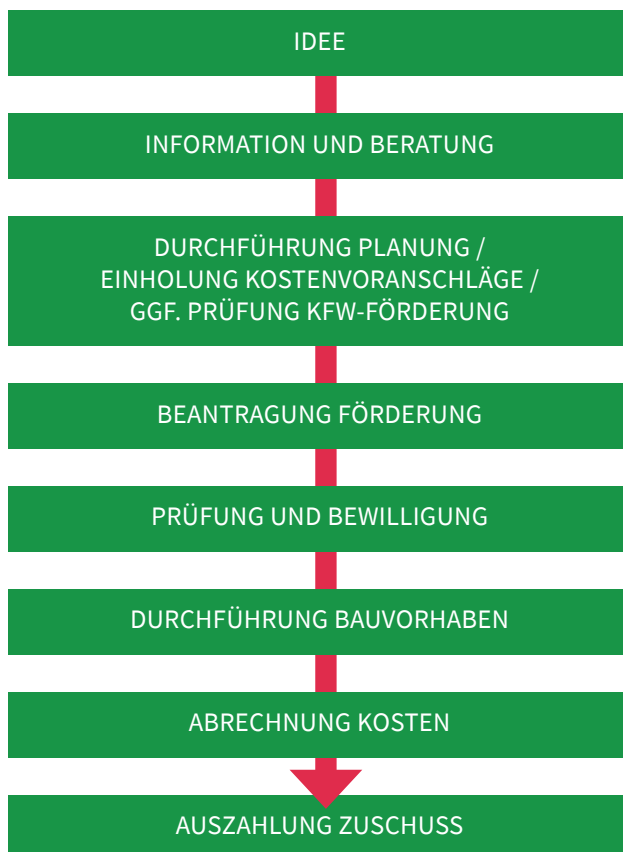 IDEE
INFORMATION UND BERATUNG
DURCHFÜHRUNG PLANUNG /
EINHOLUNG KOSTENVORANSCHLÄGE /
GGF. PRÜFUNG KFW-FÖRDERUNG
BEANTRAGUNG FÖRDERUNG
PRÜFUNG UND BEWILLIGUNG
DURCHFÜHRUNG BAUVORHABEN
ABRECHNUNG KOSTEN
AUSZAHLUNG ZUSCHUSS